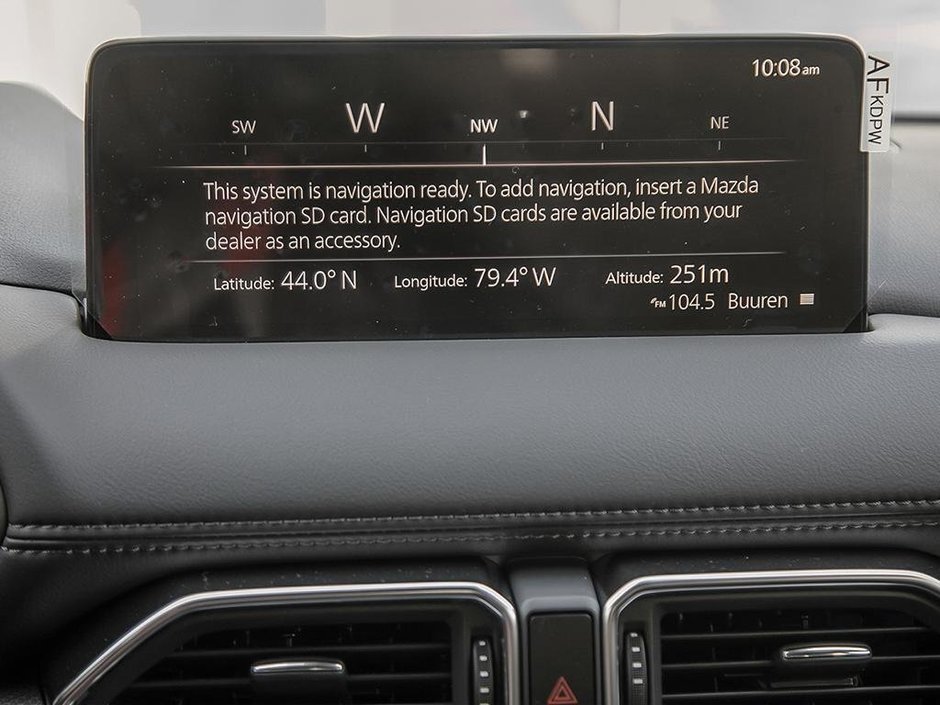 10:08am
SW W NW N NE
This system is navigation ready. To add navigation, insert a Mazda
navigation SD card. Navigation SD cards are available from your
dealer as an accessory.
Latitude: 44.0° N Longitude: 79.4° W Altitude: 251m
FM 104.5 Buuren
AFKDPW